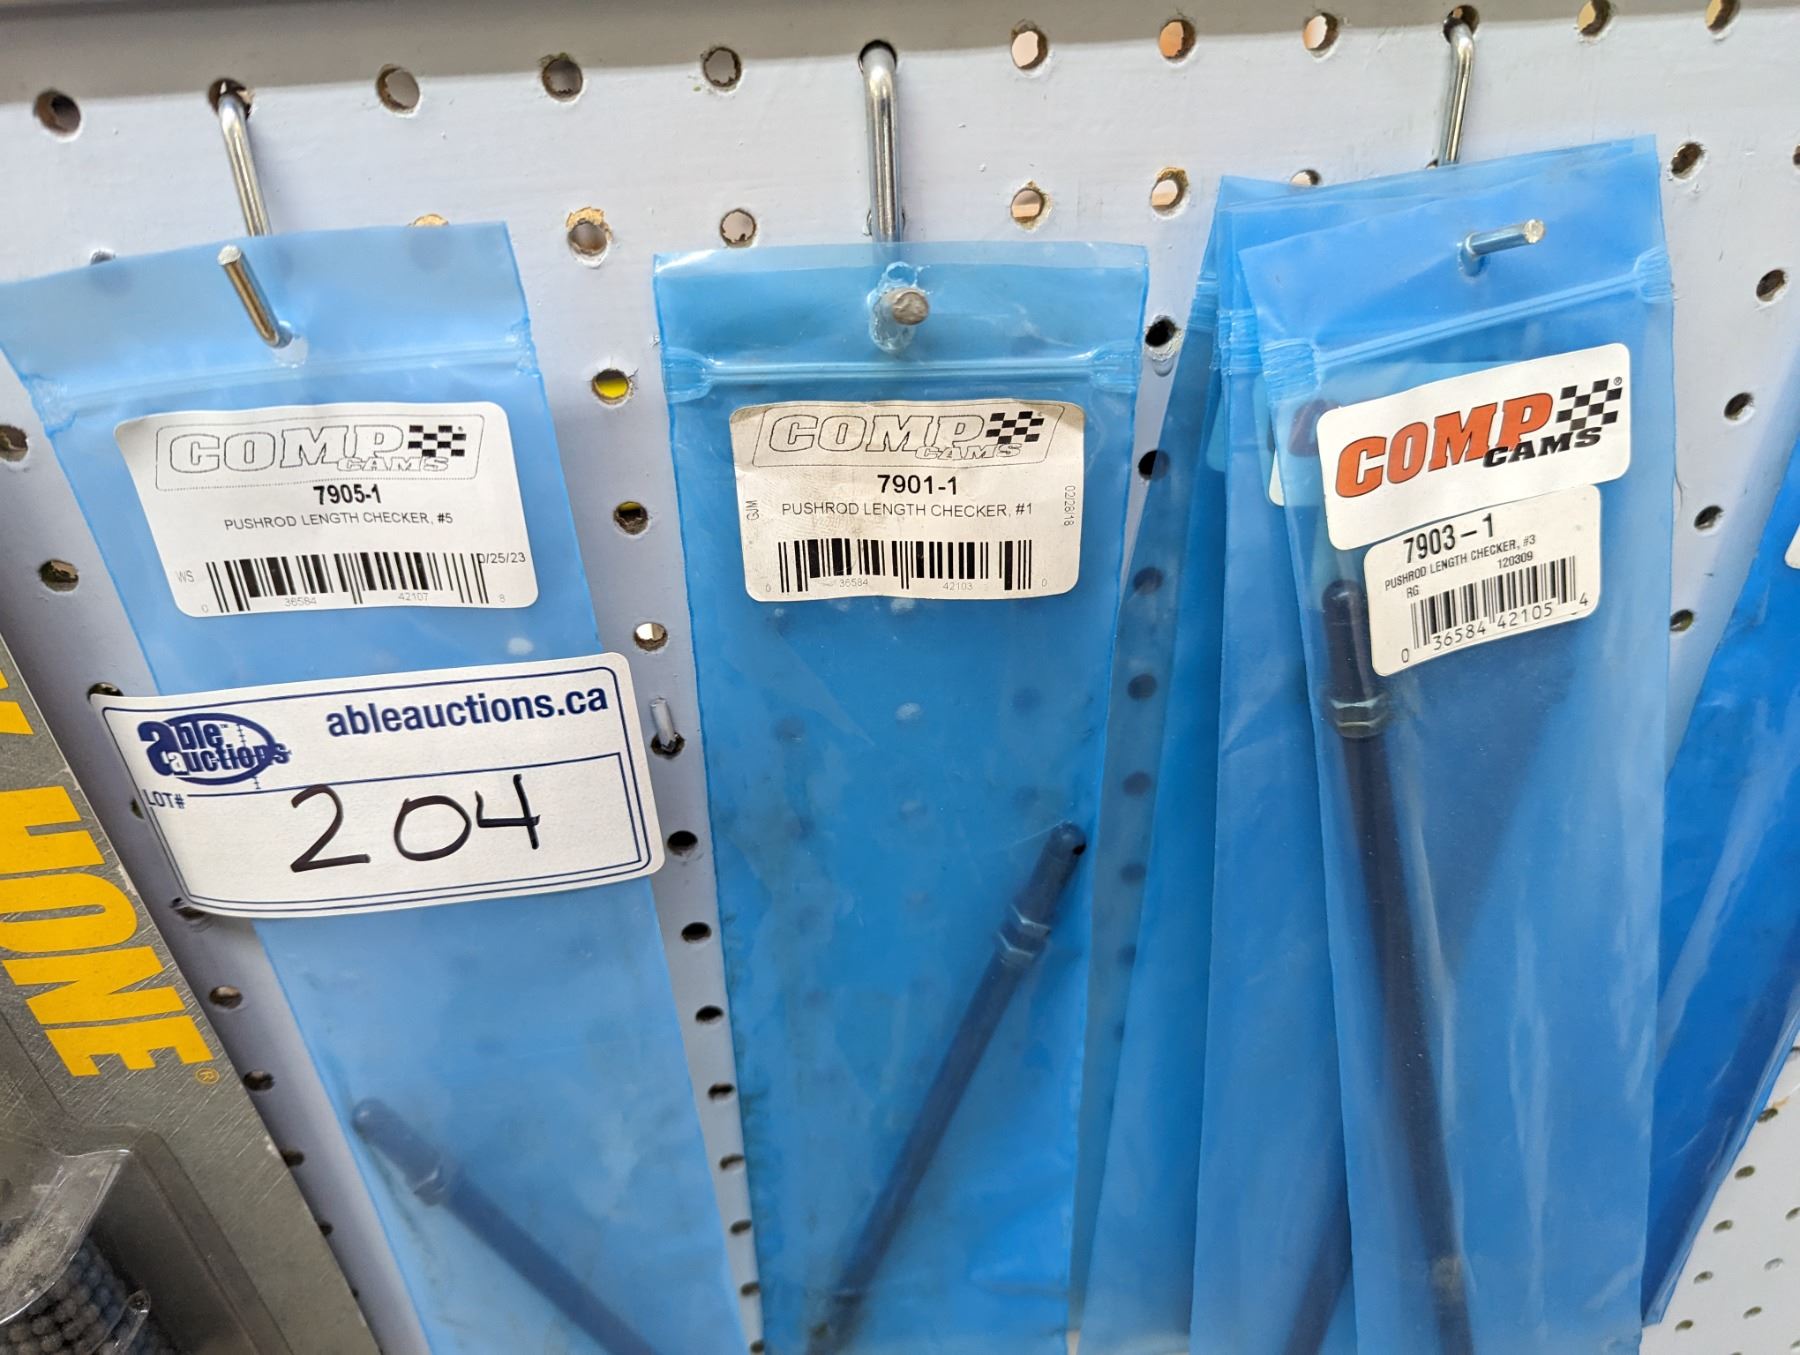 COMP
CAMS
7905-1
PUSHROD LENGTH CHECKER, #5
WS
0/25/23
0 36584 42107 8
able
auctions
ableauctions.ca
LOT#
204
HONE®
COMP
CAMS
7901-1
PUSHROD LENGTH CHECKER, #1
GJM
02/26/18
0 36584 42103 0
COMP
CAMS®
7903-1
PUSHROD LENGTH CHECKER, #3
RG 120309
0 36584 42105 4